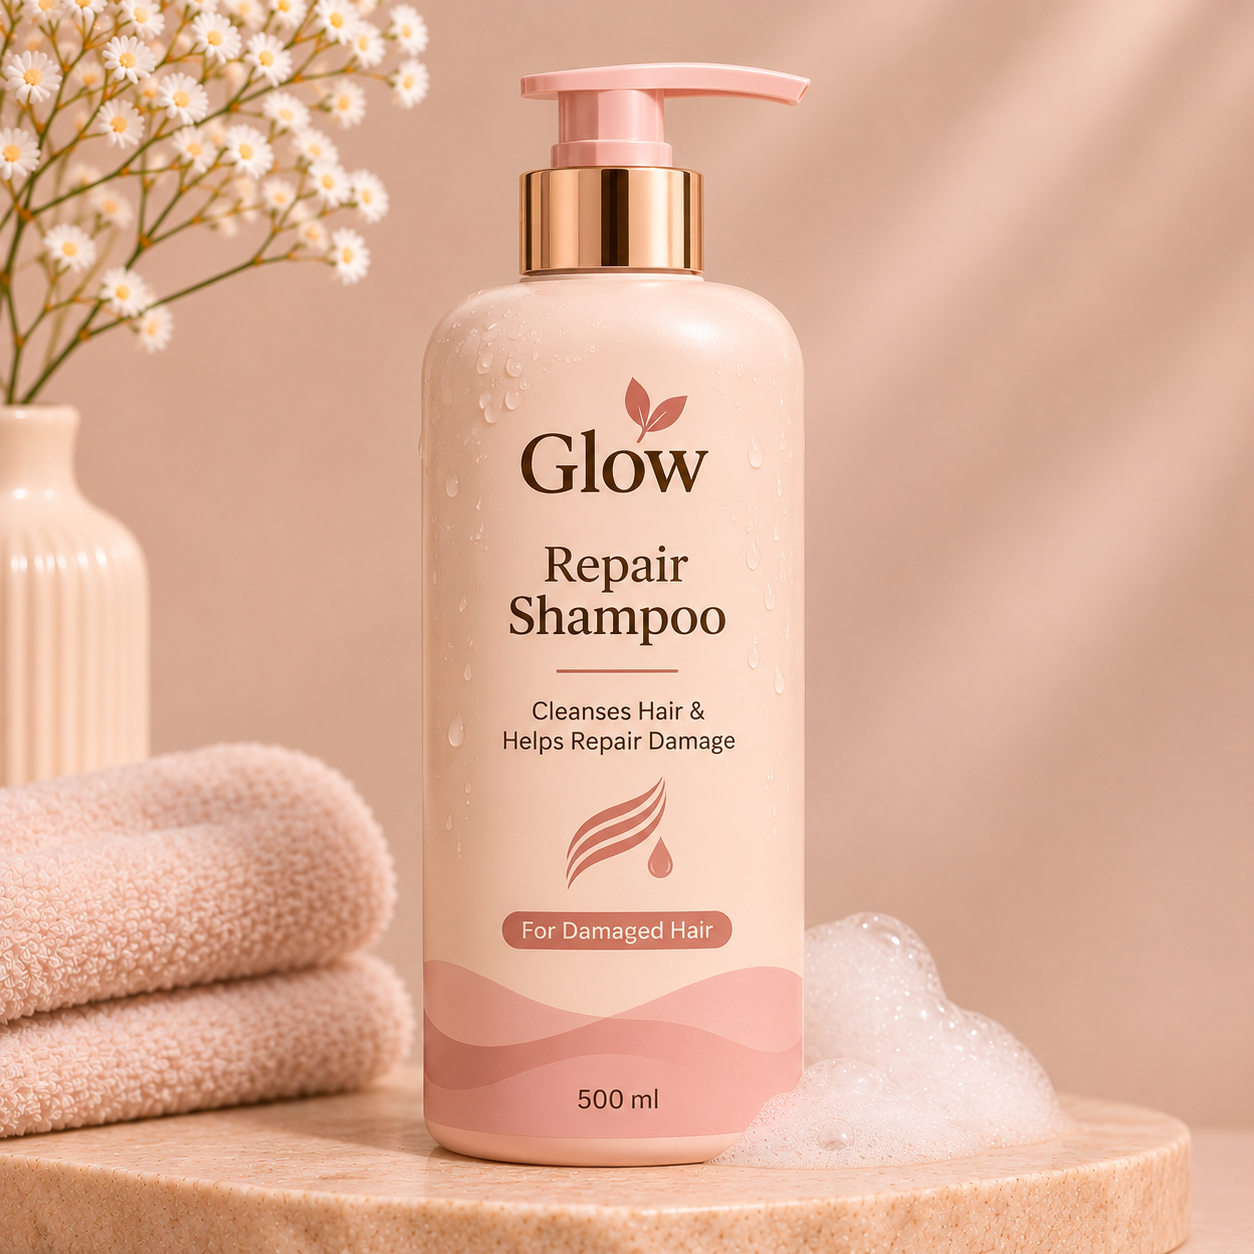 Glow
Repair
Shampoo
Cleanses Hair &
Helps Repair Damage
For Damaged Hair
500 ml